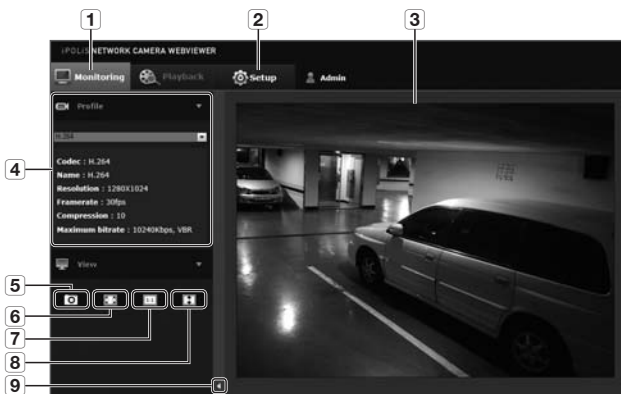 1
2
3
iPOLiS NETWORK CAMERA WEBVIEWER
Monitoring Playback Setup Admin
Profile
H.264
4
Codec : H.264
Name : H.264
Resolution : 1280X1024
Framerate : 30fps
Compression : 10
Maximum bitrate : 10240Kbps, VBR
View
5
6
7
8
9